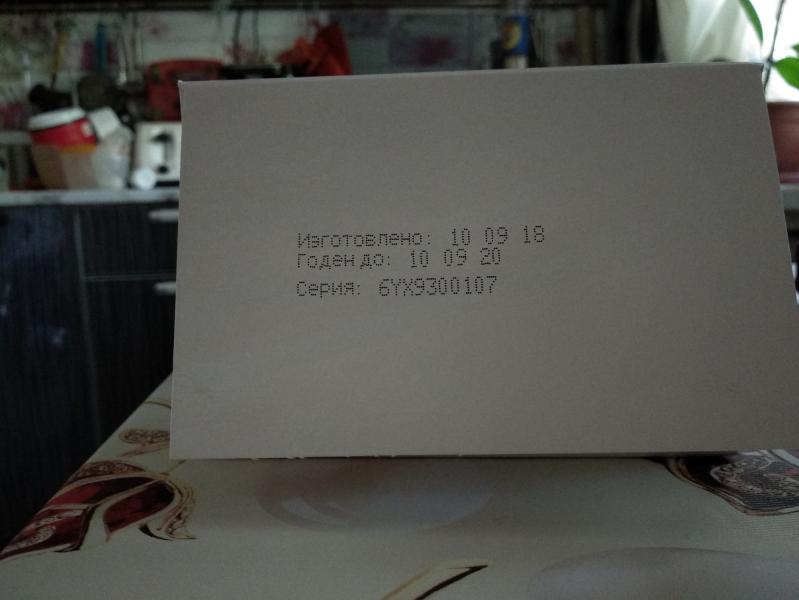 Изготовлено: 10 09 18
Годен до: 10 09 20
Серия: 6YX9300107